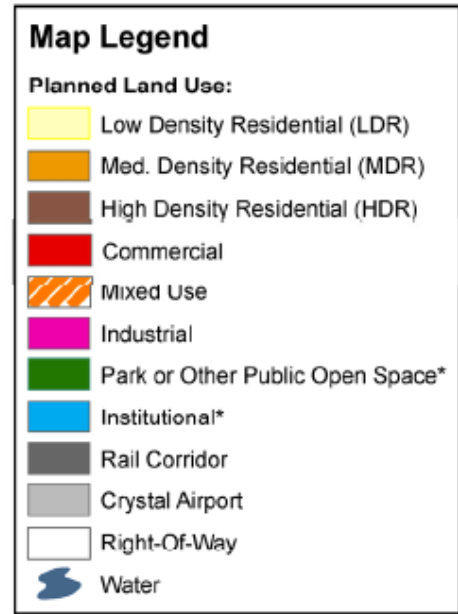 Map Legend
Planned Land Use:
Low Density Residential (LDR)
Med. Density Residential (MDR)
High Density Residential (HDR)
Commercial
Mixed Use
Industrial
Park or Other Public Open Space*
Institutional*
Rail Corridor
Crystal Airport
Right-Of-Way
Water